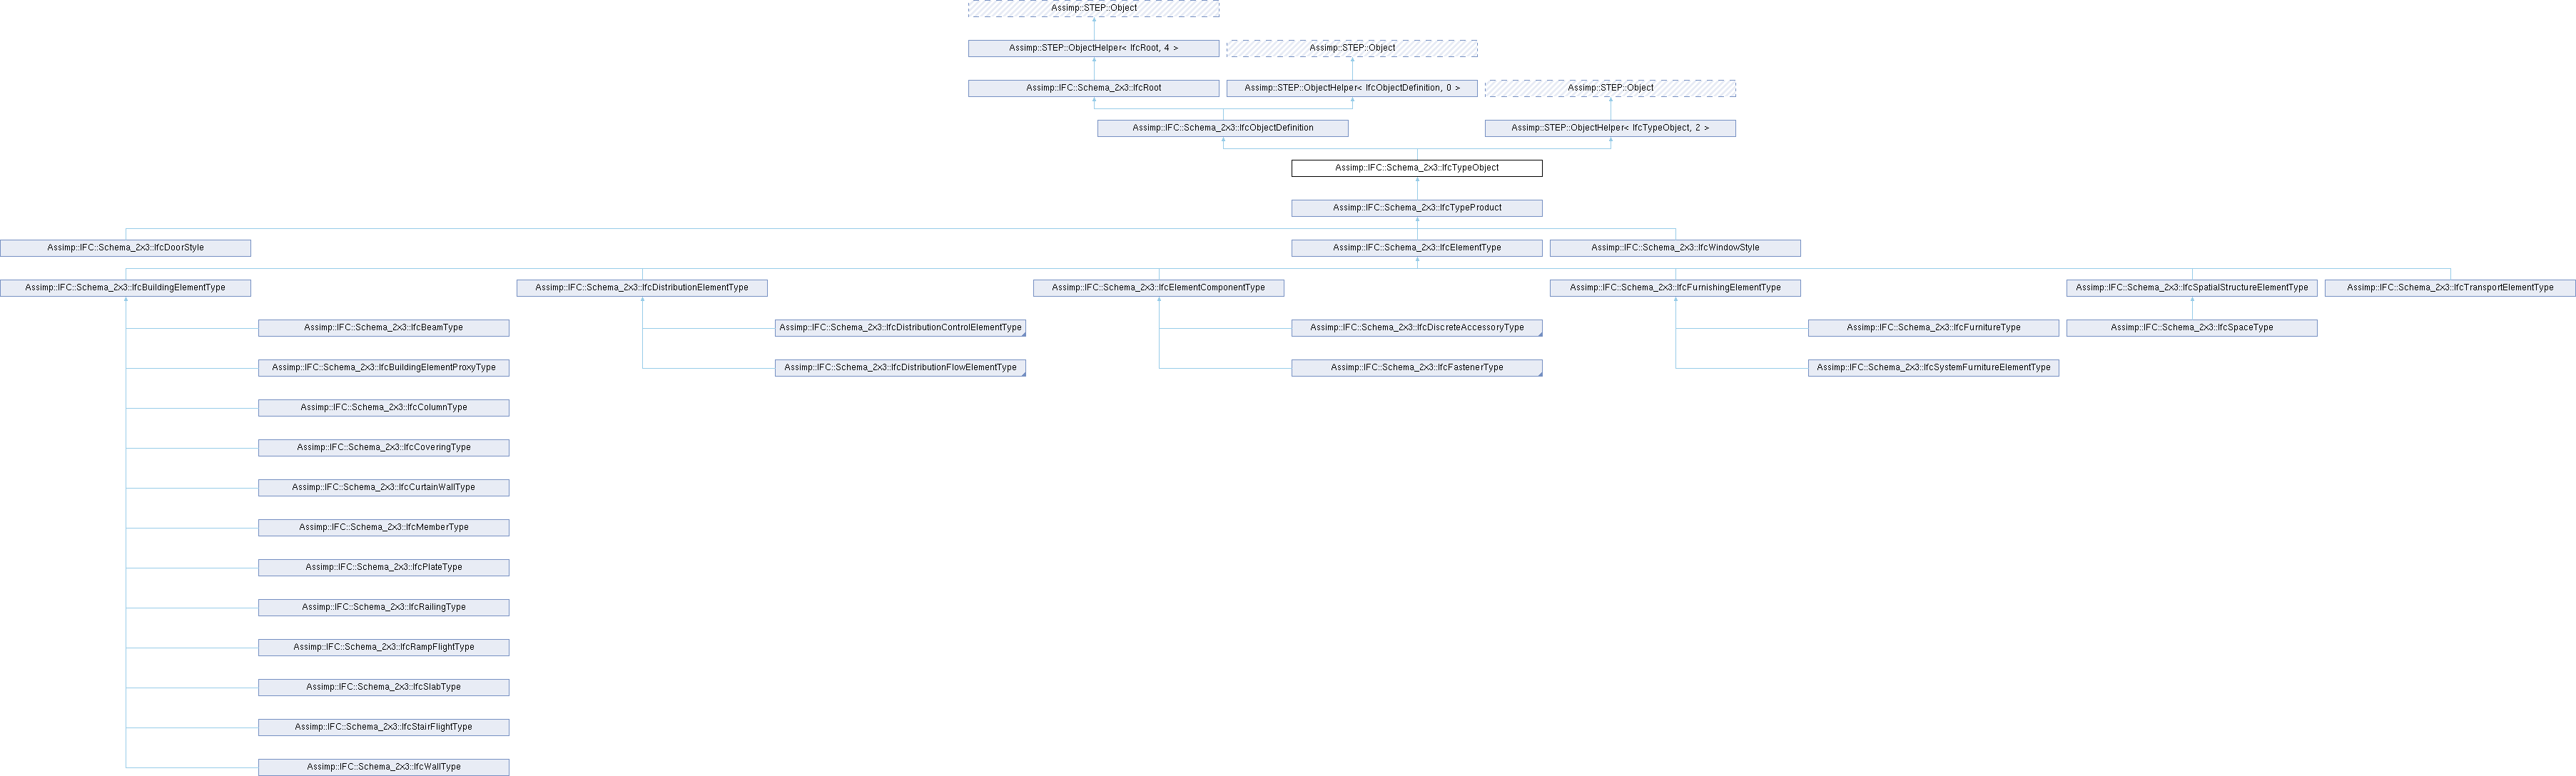 Assimp::STEP::Object
Assimp::STEP::ObjectHelper< IfcRoot, 4 >
Assimp::STEP::Object
Assimp::IFC::Schema_2x3::IfcRoot
Assimp::STEP::ObjectHelper< IfcObjectDefinition, 0 >
Assimp::STEP::Object
Assimp::IFC::Schema_2x3::IfcObjectDefinition
Assimp::STEP::ObjectHelper< IfcTypeObject, 2 >
Assimp::IFC::Schema_2x3::IfcTypeObject
Assimp::IFC::Schema_2x3::IfcTypeProduct
Assimp::IFC::Schema_2x3::IfcDoorStyle
Assimp::IFC::Schema_2x3::IfcElementType
Assimp::IFC::Schema_2x3::IfcWindowStyle
Assimp::IFC::Schema_2x3::IfcBuildingElementType
Assimp::IFC::Schema_2x3::IfcDistributionElementType
Assimp::IFC::Schema_2x3::IfcElementComponentType
Assimp::IFC::Schema_2x3::IfcFurnishingElementType
Assimp::IFC::Schema_2x3::IfcSpatialStructureElementType
Assimp::IFC::Schema_2x3::IfcTransportElementType
Assimp::IFC::Schema_2x3::IfcBeamType
Assimp::IFC::Schema_2x3::IfcDistributionControlElementType
Assimp::IFC::Schema_2x3::IfcDiscreteAccessoryType
Assimp::IFC::Schema_2x3::IfcFurnitureType
Assimp::IFC::Schema_2x3::IfcSpaceType
Assimp::IFC::Schema_2x3::IfcBuildingElementProxyType
Assimp::IFC::Schema_2x3::IfcDistributionFlowElementType
Assimp::IFC::Schema_2x3::IfcFastenerType
Assimp::IFC::Schema_2x3::IfcSystemFurnitureElementType
Assimp::IFC::Schema_2x3::IfcColumnType
Assimp::IFC::Schema_2x3::IfcCoveringType
Assimp::IFC::Schema_2x3::IfcCurtainWallType
Assimp::IFC::Schema_2x3::IfcMemberType
Assimp::IFC::Schema_2x3::IfcPlateType
Assimp::IFC::Schema_2x3::IfcRailingType
Assimp::IFC::Schema_2x3::IfcRampFlightType
Assimp::IFC::Schema_2x3::IfcSlabType
Assimp::IFC::Schema_2x3::IfcStairFlightType
Assimp::IFC::Schema_2x3::IfcWallType